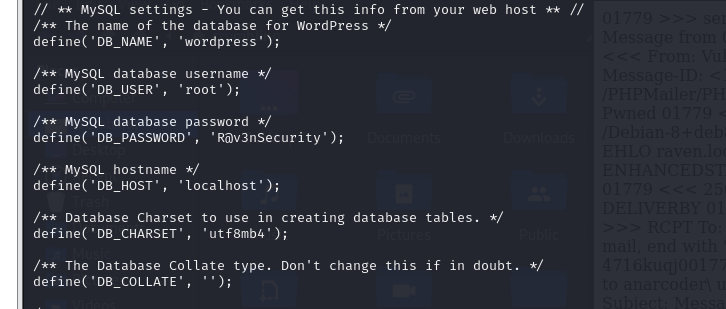 // ** MySQL settings - You can get this info from your web host ** //
/** The name of the database for WordPress */
define('DB_NAME', 'wordpress');
/** MySQL database username */
define('DB_USER', 'root');
/** MySQL database password */
define('DB_PASSWORD', 'R@v3nSecurity');
/** MySQL hostname */
define('DB_HOST', 'localhost');
/** Database Charset to use in creating database tables. */
define('DB_CHARSET', 'utf8mb4');
/** The Database Collate type. Don't change this if in doubt. */
define('DB_COLLATE', '');
Computer
Documents
Downloads
Trash
Music
Pictures
Public
Videos
01779 >>> ser
Message from
<<< From: Vul
Message-ID: <
/PHPMailer/PH
Pwned 01779 <
/Debian-8+deb
EHLO raven.lo
ENHANCEDST
01779 <<< 25
DELIVERBY 01
>>> RCPT To:
mail, end with
4716kuqj00177
to anarcoder\
Subject: Messa